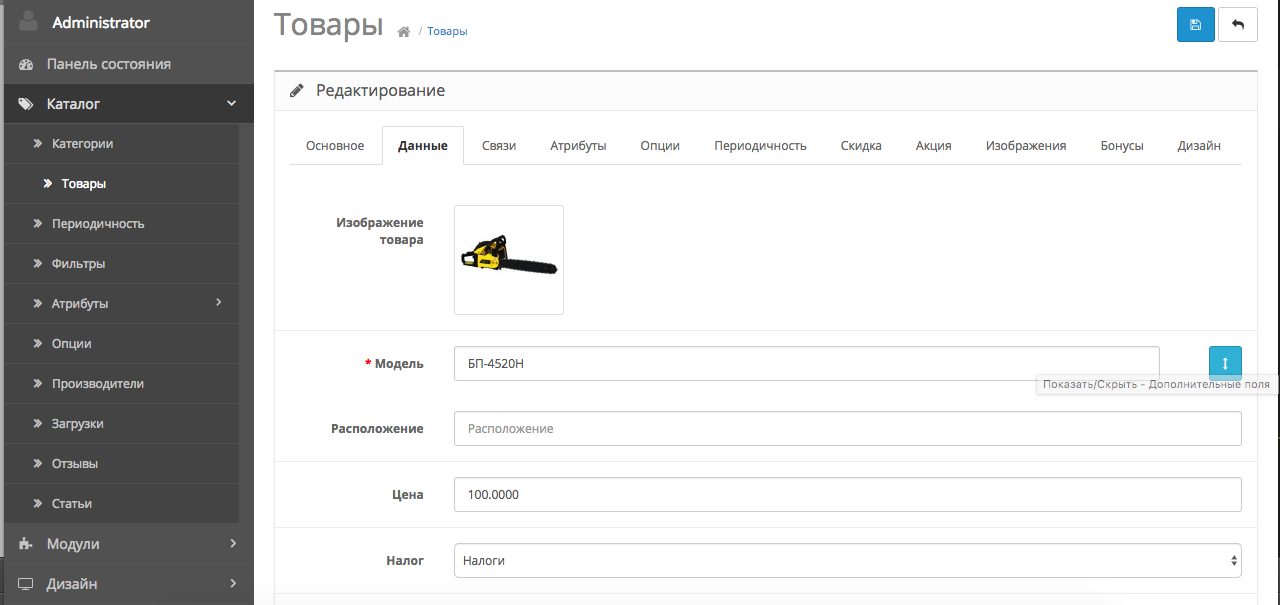 Administrator
Панель состояния
Каталог
Категории
Товары
Периодичность
Фильтры
Атрибуты
Опции
Производители
Загрузки
Отзывы
Статьи
Модули
Дизайн
Товары
/ Товары
Редактирование
Основное Данные Связи Атрибуты Опции Периодичность Скидка Акция Изображения Бонусы Дизайн
Изображение
товара
* Модель БП-4520Н
Показать/Скрыть - Дополнительные поля
Расположение Расположение
Цена 100.0000
Налог Налоги